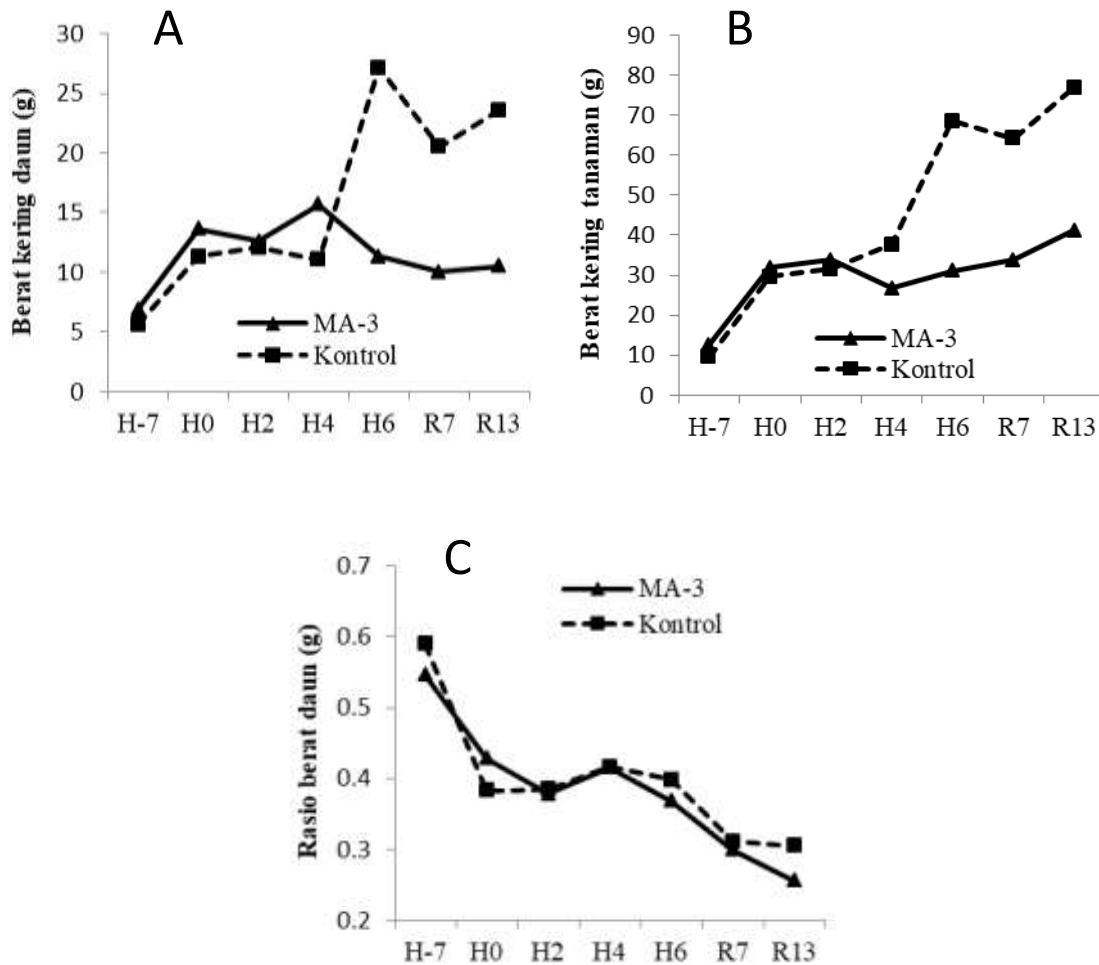 A
Berat kering daun (g)
30
25
20
15
10
5
0
MA-3
Kontrol
H-7 H0 H2 H4 H6 R7 R13
B
Berat kering tanaman (g)
90
80
70
60
50
40
30
20
10
0
MA-3
Kontrol
H-7 H0 H2 H4 H6 R7 R13
C
Rasio berat daun (g)
0.7
0.6
0.5
0.4
0.3
0.2
MA-3
Kontrol
H-7 H0 H2 H4 H6 R7 R13